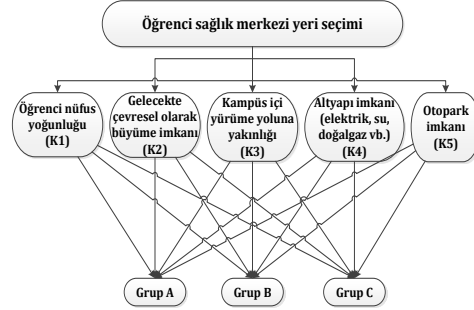 Öğrenci sağlık merkezi yeri seçimi
Öğrenci nüfus
yoğunluğu
(K1)
Gelecekte
çevresel olarak
büyüme imkanı
(K2)
Kampüs içi
yürüme yoluna
yakınlığı
(K3)
Altyapı imkani
(elektrik, su,
doğalgaz vb.)
(K4)
Otopark
imkanı
(K5)
Grup A
Grup B
Grup C